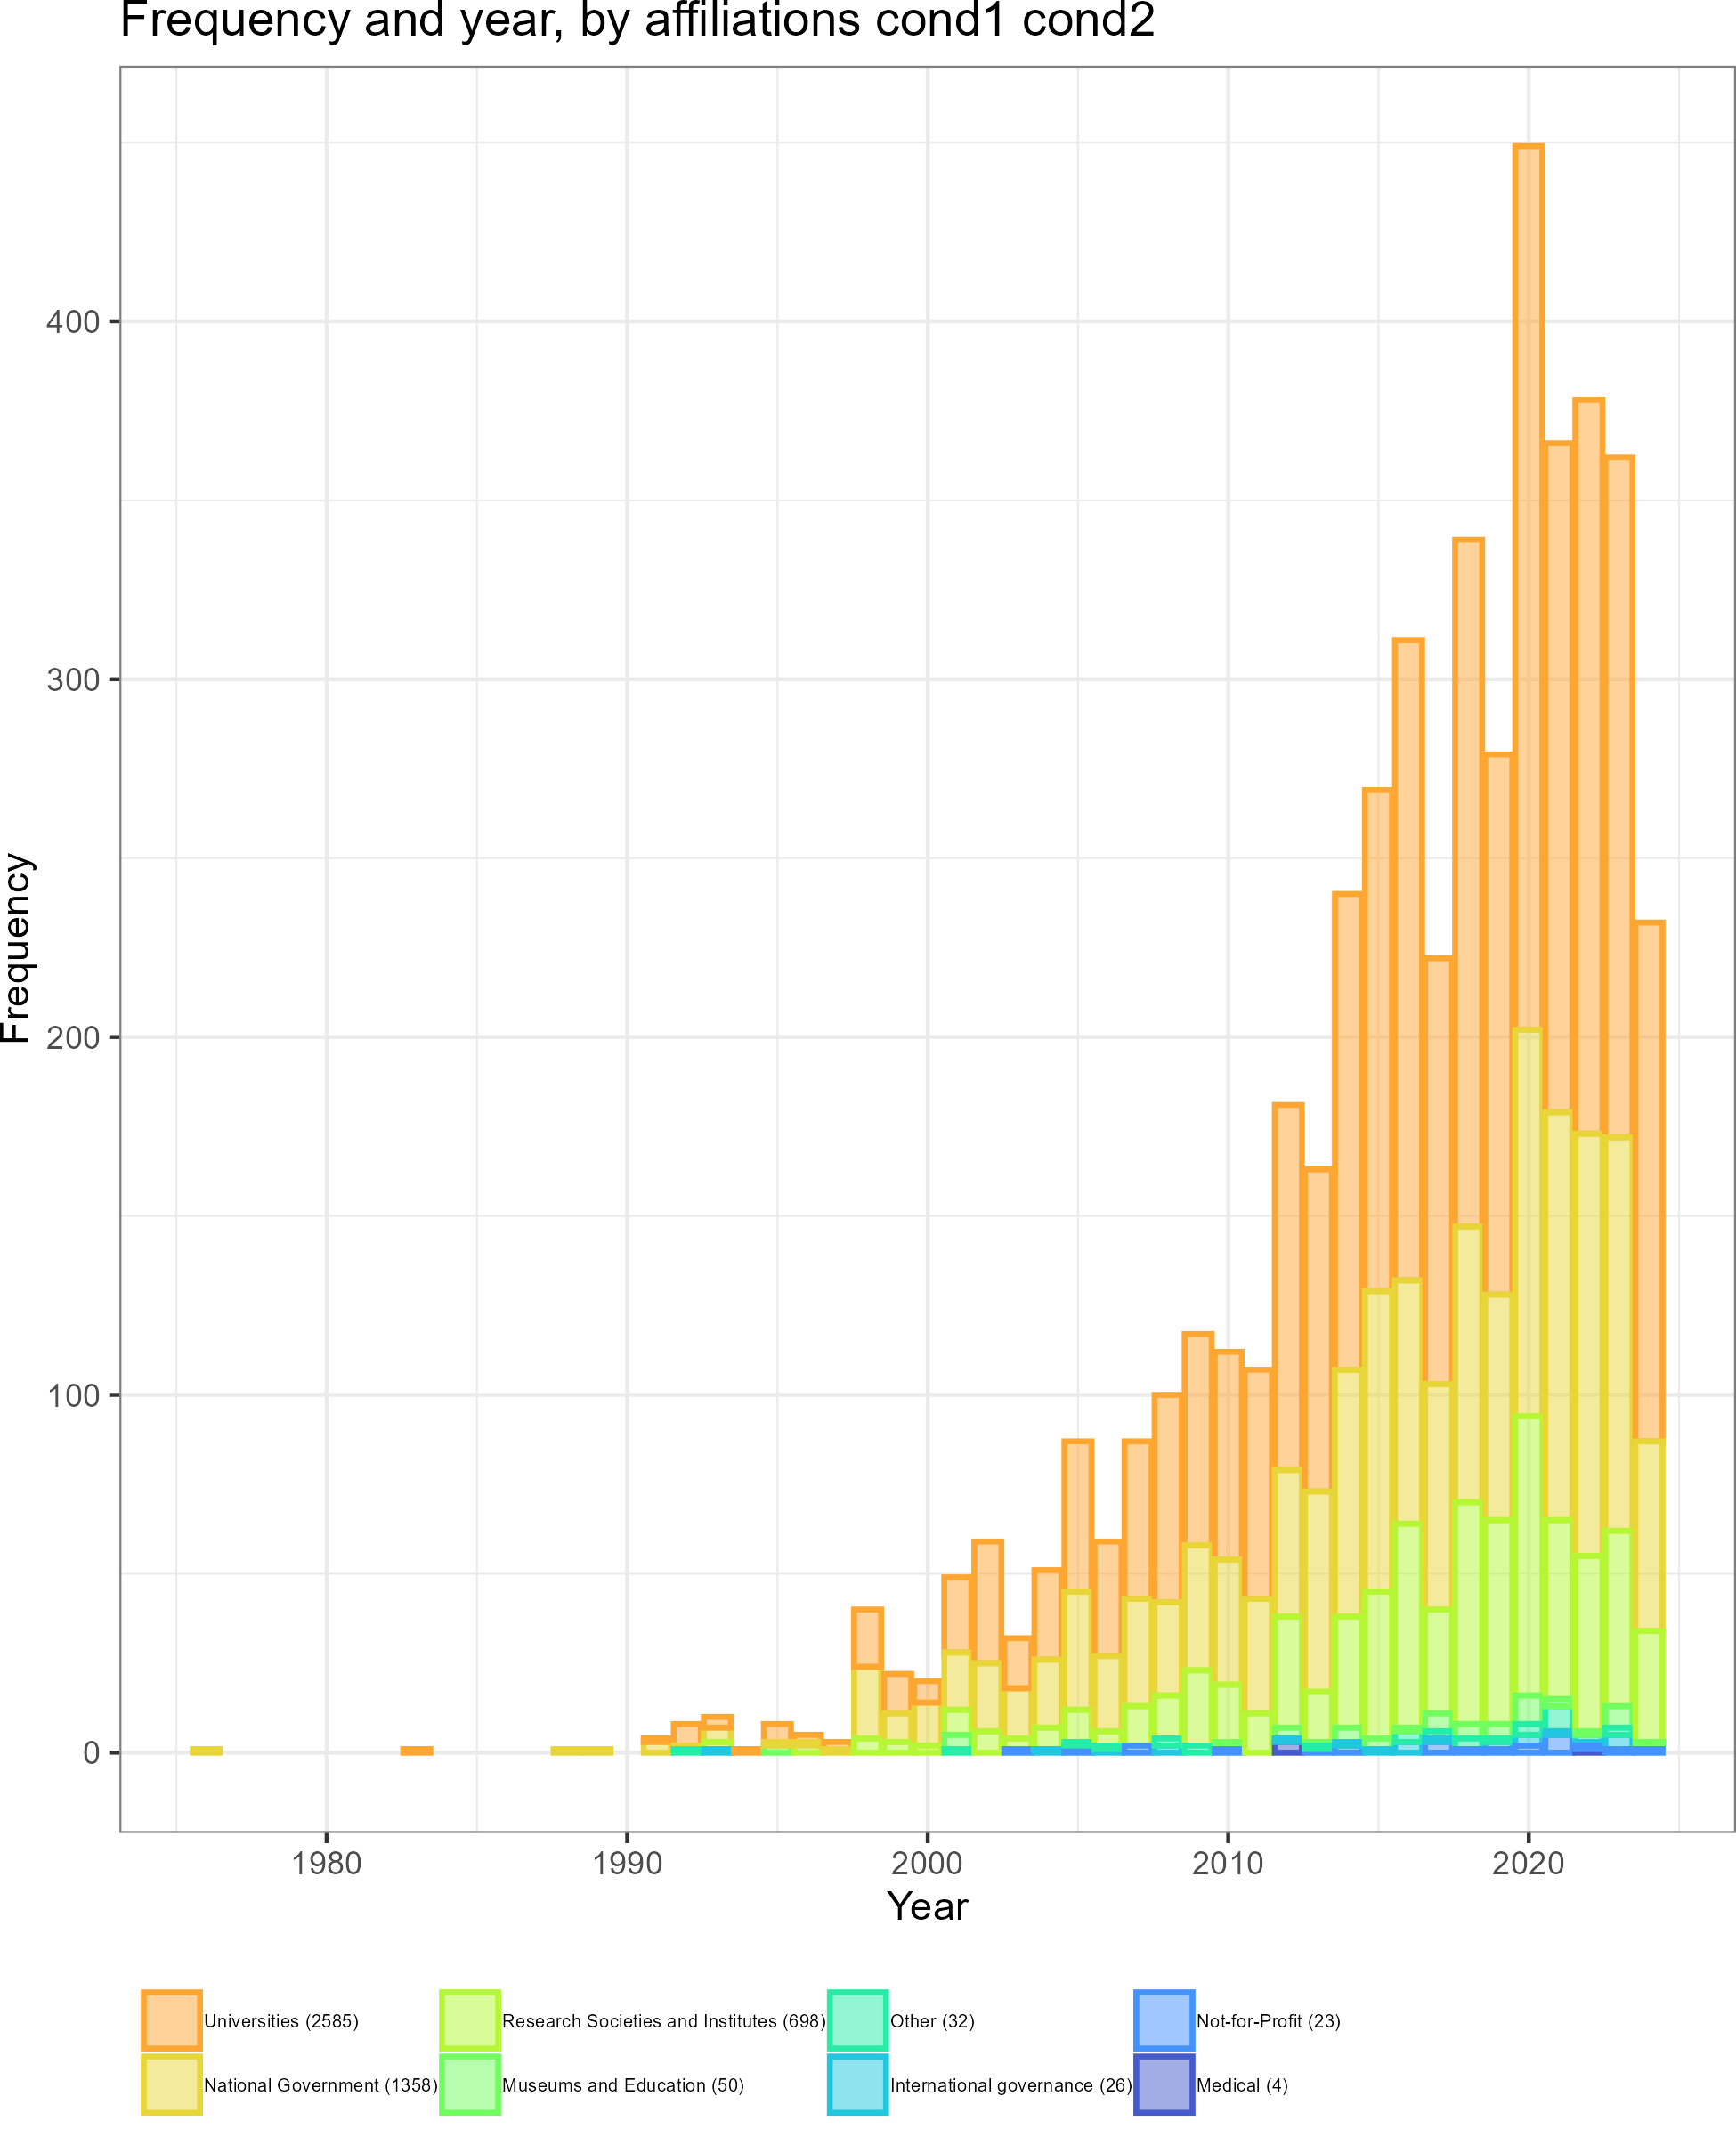 Frequency and year, by affiliations cond1 cond2
Frequency
400
300
200
100
0
1980 1990 2000 2010 2020
Year
Universities (2585) Research Societies and Institutes (698) Other (32) Not-for-Profit (23)
National Government (1358) Museums and Education (50) International governance (26) Medical (4)